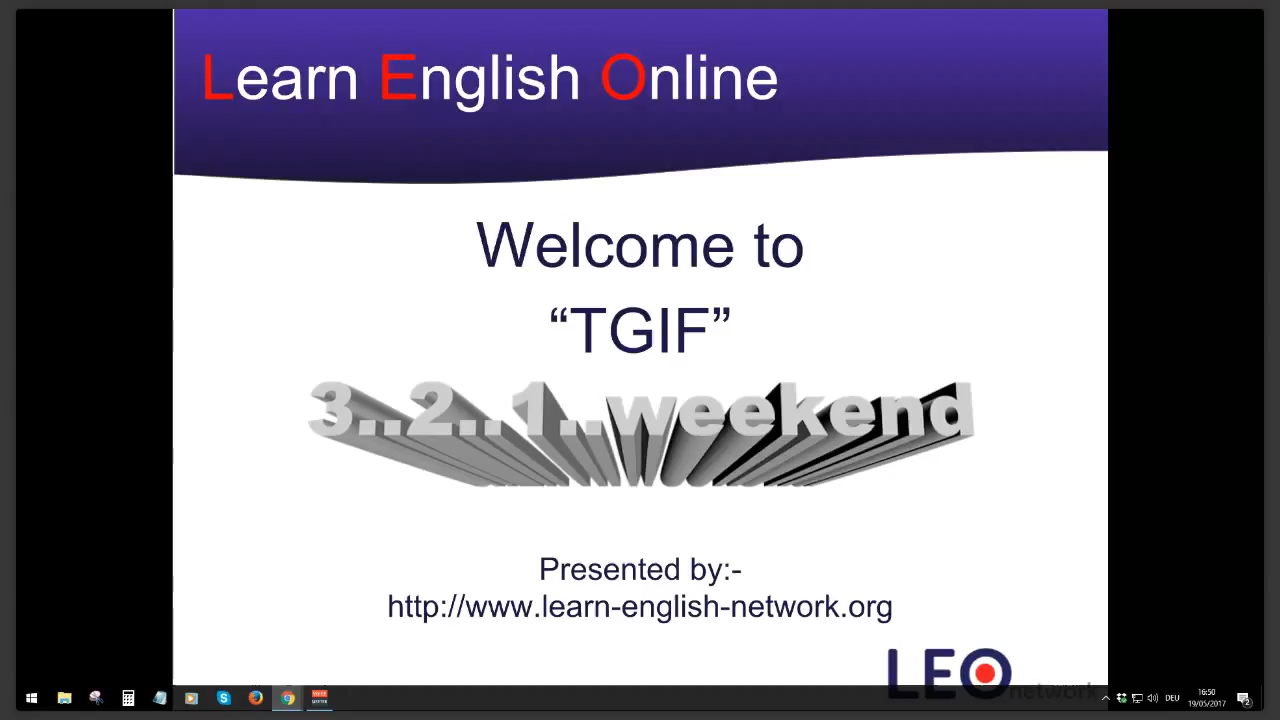 Learn English Online
Welcome to
“TGIF”
3..2..1..weekend
Presented by:-
http://www.learn-english-network.org
LEO
network
DEU
16:50
19/05/2017
2